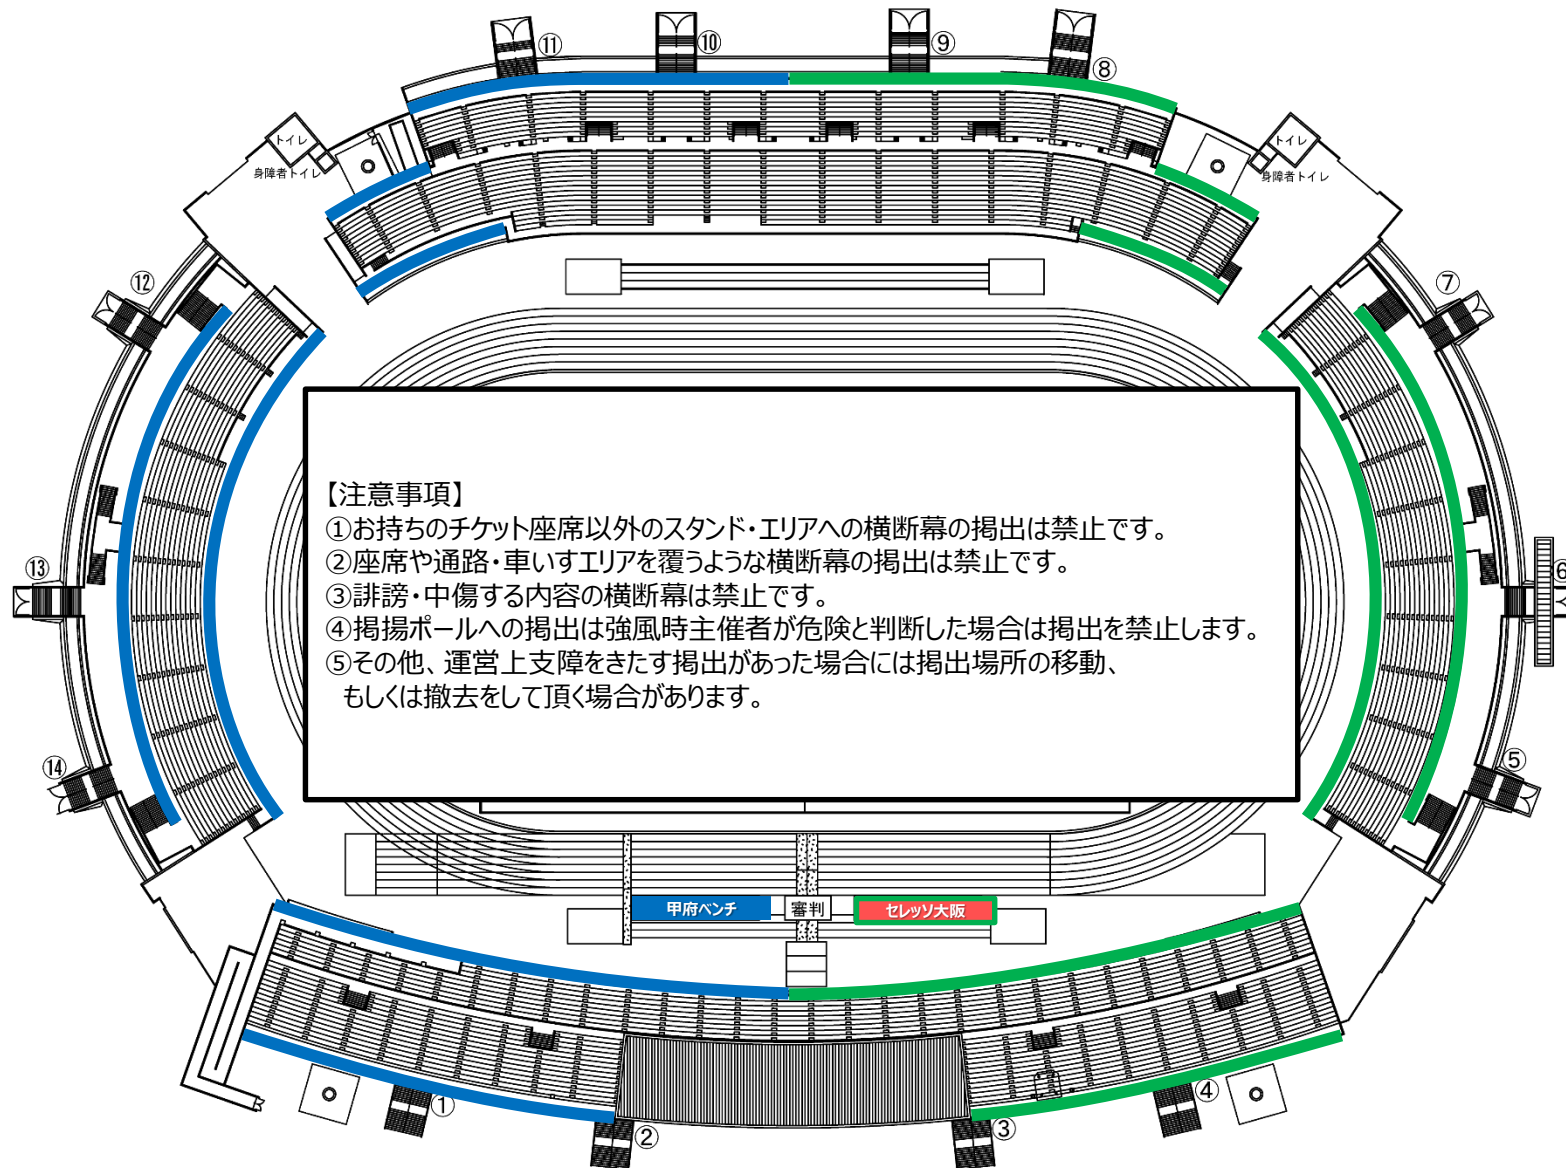 ⑪
⑩
⑨
⑧
トイレ
身障者トイレ
トイレ
身障者トイレ
⑫
⑦
【注意事項】
①お持ちのチケット座席以外のスタンド・エリアへの横断幕の掲出は禁止です。
②座席や通路・車いすエリアを覆うような横断幕の掲出は禁止です。
③誹謗・中傷する内容の横断幕は禁止です。
④掲揚ポールへの掲出は強風時主催者が危険と判断した場合は掲出を禁止します。
⑤その他、運営上支障をきたす掲出があった場合には掲出場所の移動、
もしくは撤去をして頂く場合があります。
⑬
⑥
⑭
⑤
甲府ベンチ
審判
セレッソ大阪
①
②
③
④